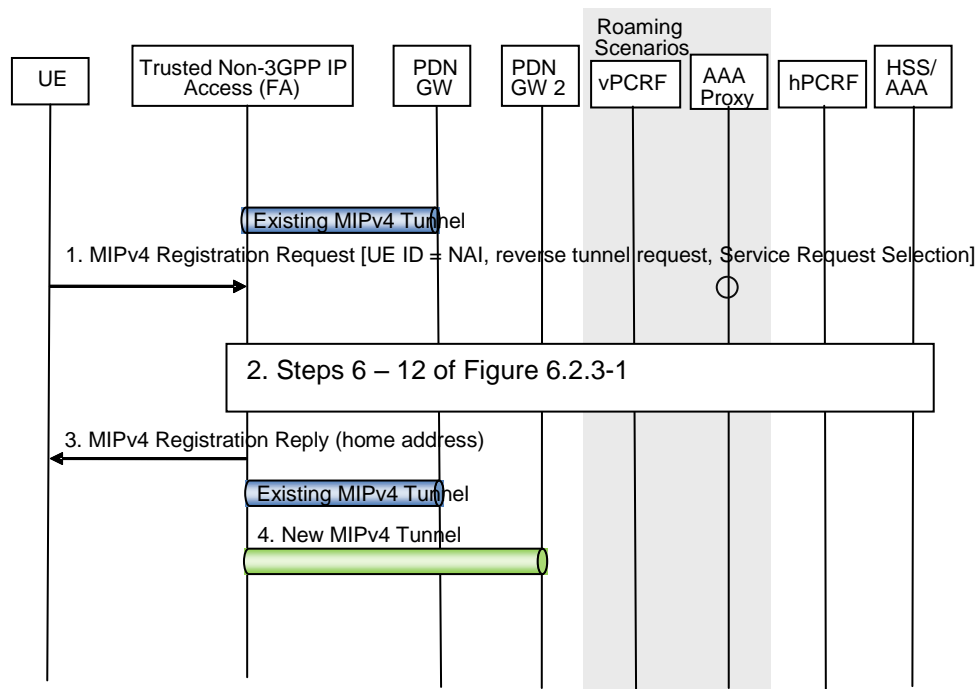 Roaming
Scenarios
UE
Trusted Non-3GPP IP
Access (FA)
PDN
GW
PDN
GW 2
vPCRF
AAA
Proxy
hPCRF
HSS/
AAA
Existing MIPv4 Tunnel
1. MIPv4 Registration Request [UE ID = NAI, reverse tunnel request, Service Request Selection]
2. Steps 6 – 12 of Figure 6.2.3-1
3. MIPv4 Registration Reply (home address)
Existing MIPv4 Tunnel
4. New MIPv4 Tunnel